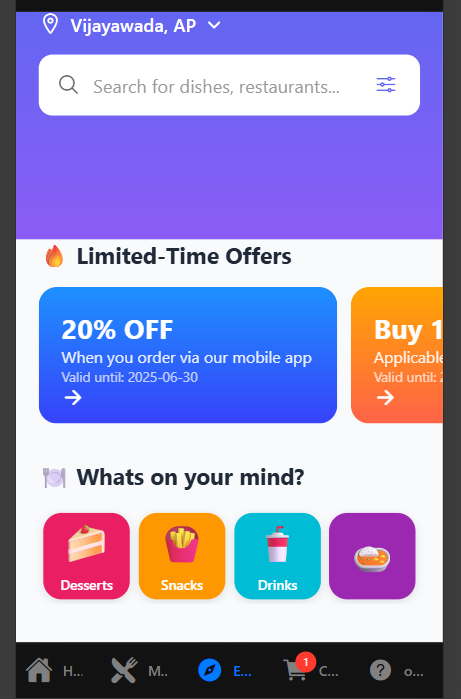 Vijayawada, AP
Search for dishes, restaurants...
Limited-Time Offers
20% OFF
When you order via our mobile app
Valid until: 2025-06-30
Buy 1
Applicable
Valid until: 2
Whats on your mind?
Desserts
Snacks
Drinks
H...
M..
E...
1
C...
o...